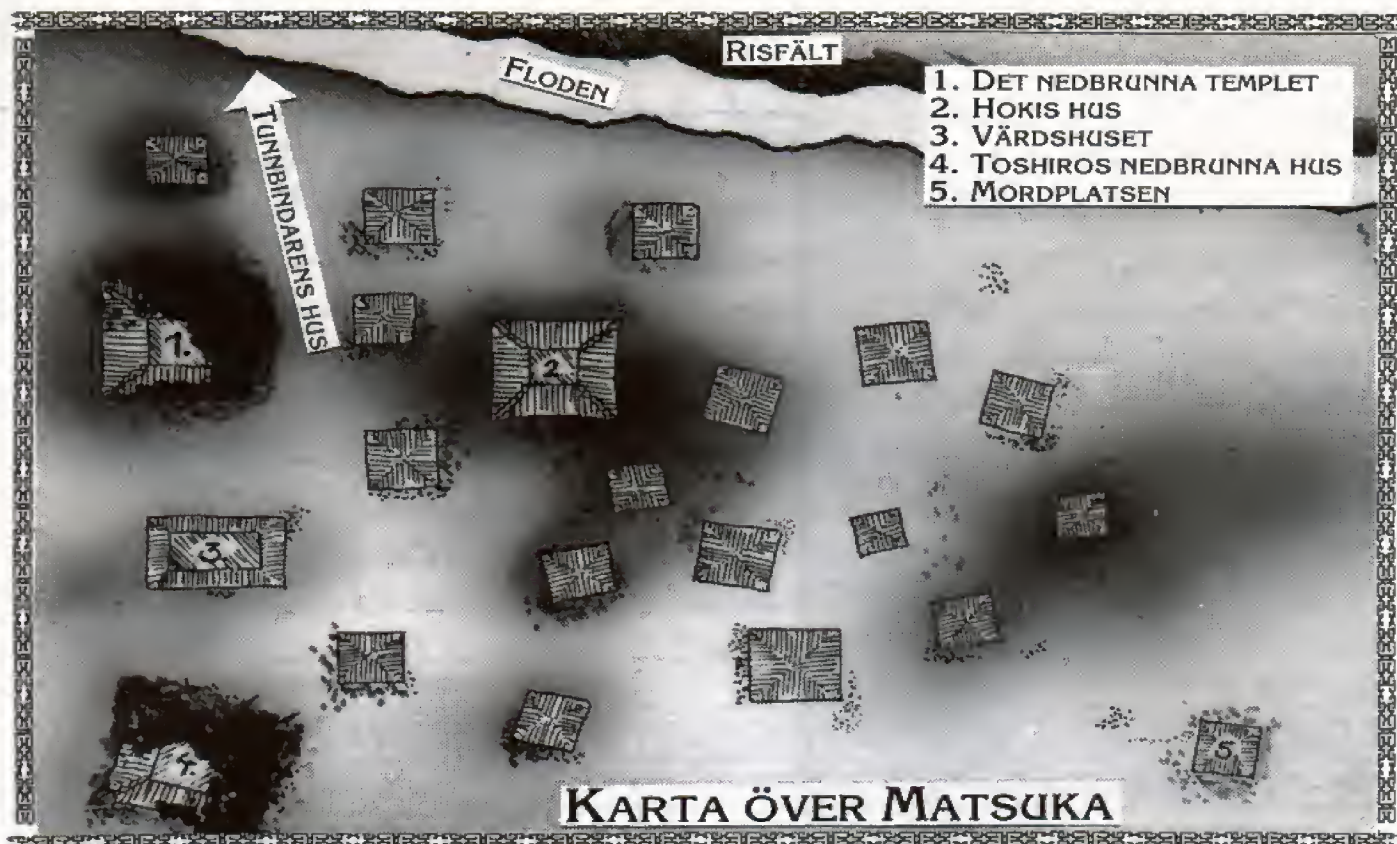 RISFÄLT
FLODEN
1. DET NEDBRUNNA TEMPLET
2. HOKIS HUS
3. VÄRDSHUSET
4. TOSHIROS NEDBRUNNA HUS
5. MORDPLATSEN
TUNNBINDARENS HUS
1.
2
3.
4.
5
KARTA ÖVER MATSUKA